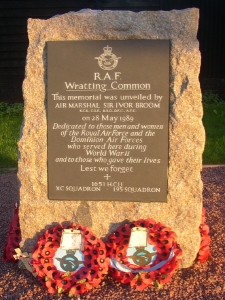 R.A.F.
Wratting Common
This memorial was unveiled by
AIR MARSHAL SIR IVOR BROOM
on 28 May 1989
Dedicated to those men and women
of the Royal Air Force and the
Dominion Air Forces
who served here during
World War II
and to those who gave their lives
Lest we forget
1651 H.C.U
XC SQUADRON 195 SQUADRON